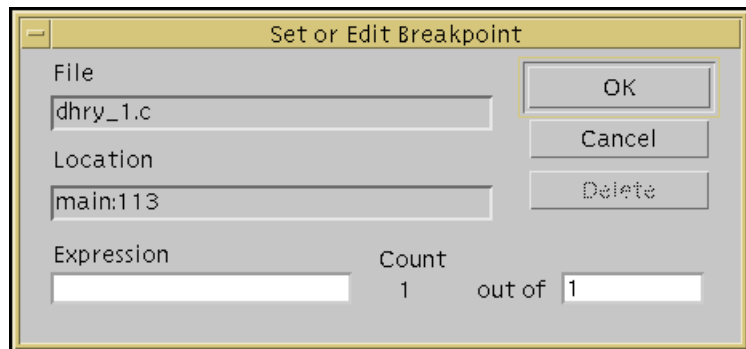 Set or Edit Breakpoint
File
dhry_1.c
OK
Cancel
Location
main:113
Delete
Expression
Count
1 out of 1